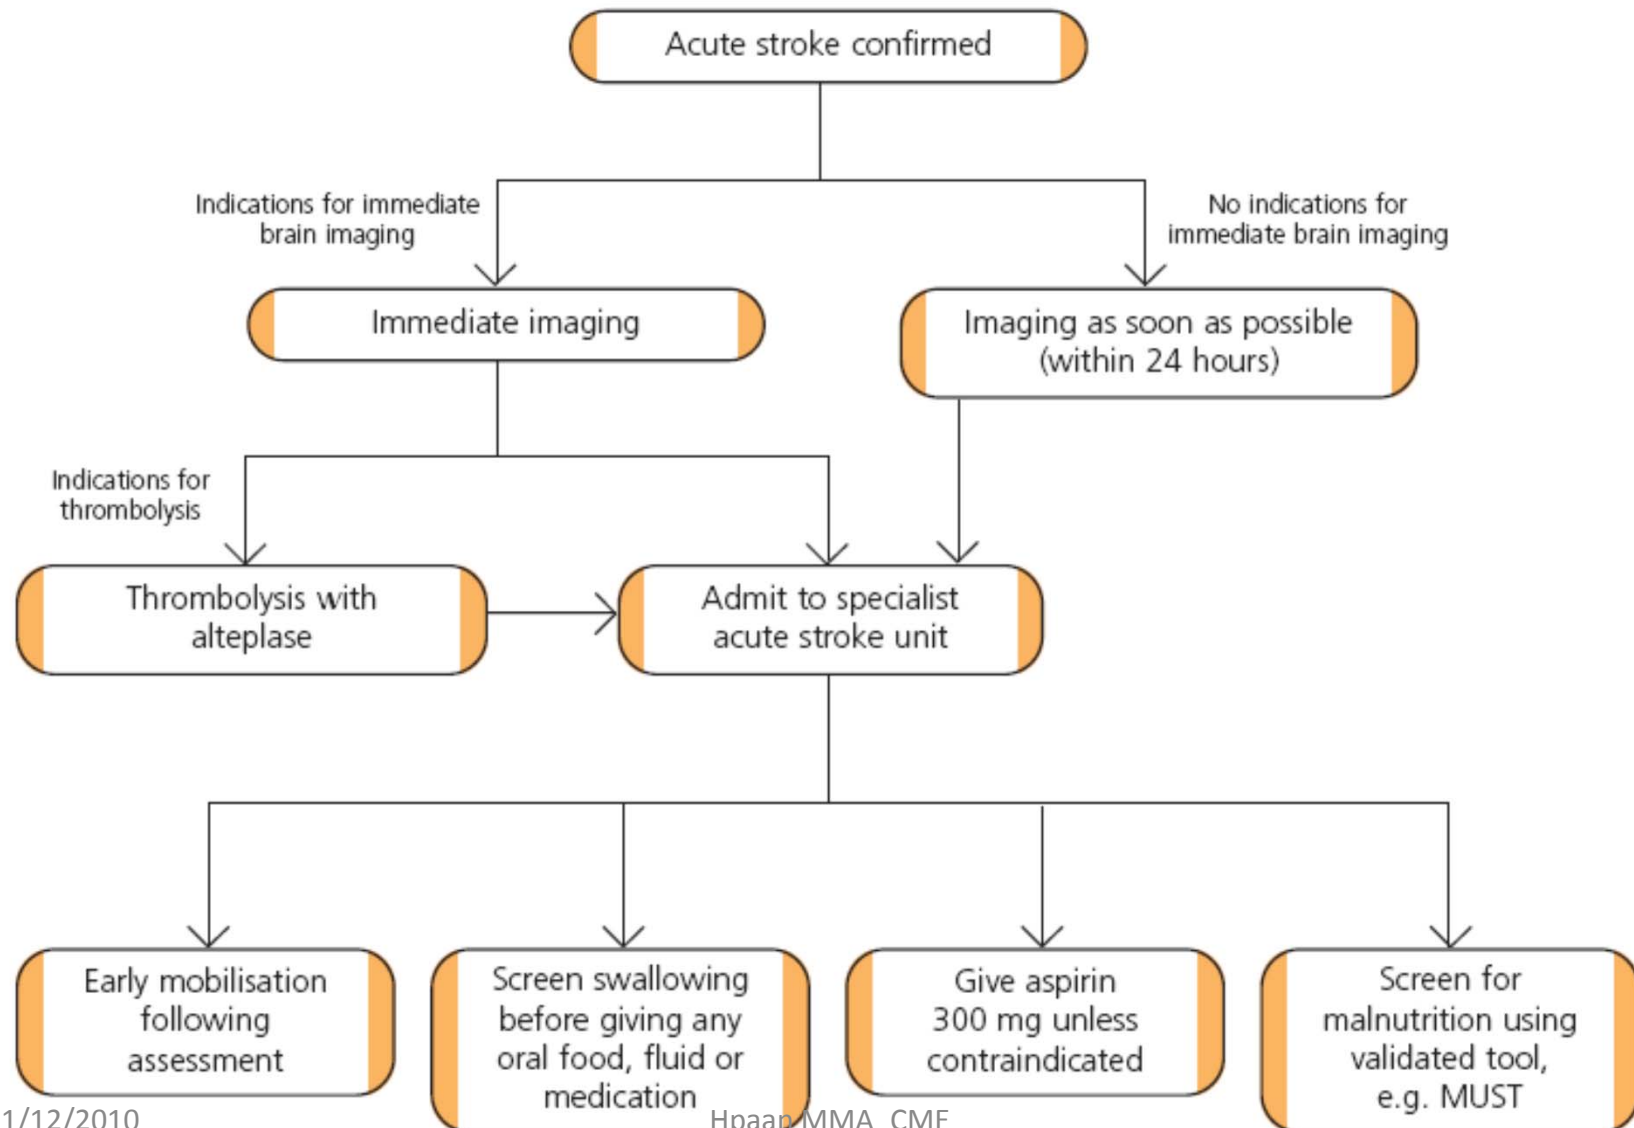 Acute stroke confirmed
Indications for immediate
brain imaging
No indications for
immediate brain imaging
Immediate imaging
Imaging as soon as possible
(within 24 hours)
Indications for
thrombolysis
Thrombolysis with
alteplase
Admit to specialist
acute stroke unit
Early mobilisation
following
assessment
Screen swallowing
before giving any
oral food, fluid or
medication
Give aspirin
300 mg unless
contraindicated
Screen for
malnutrition using
validated tool,
e.g. MUST
1/12/2010
Hpaan MMA CME